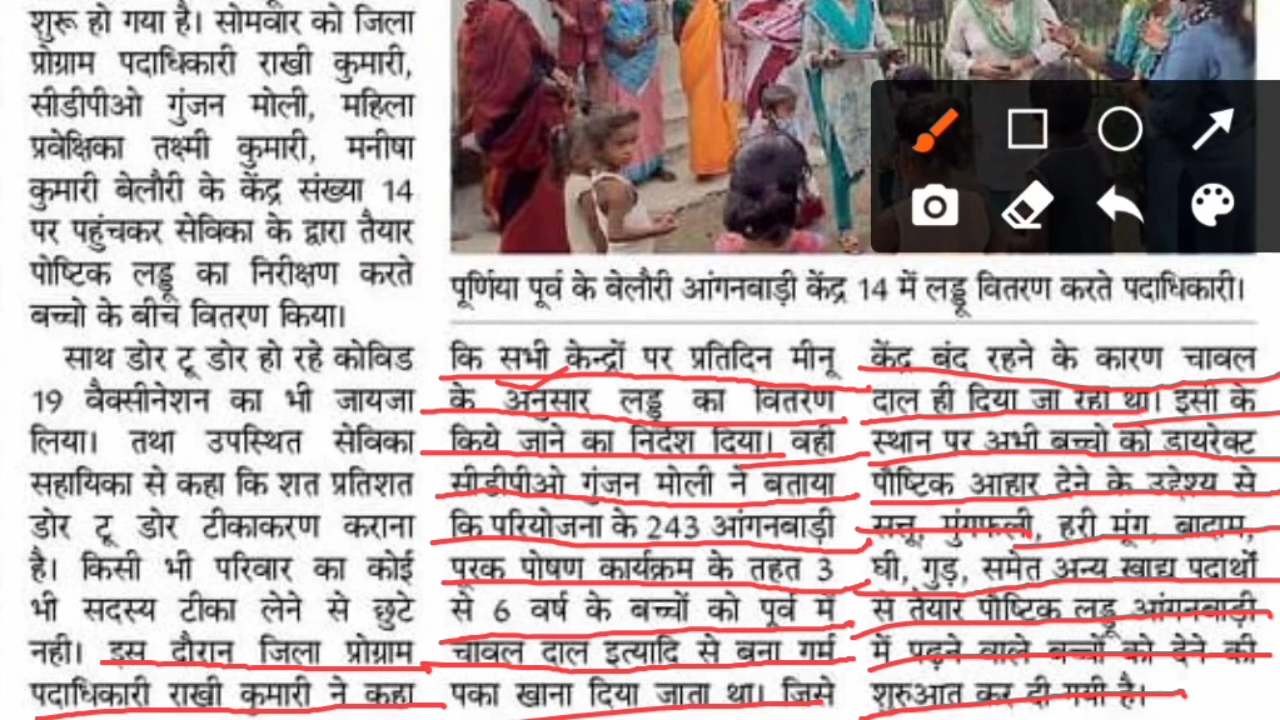 शुरू हो गया है। सोमवार को जिला
प्रोग्राम पदाधिकारी राखी कुमारी,
सीडीपीओ गुंजन मोली, महिला
प्रवेक्षिका तक्ष्मी कुमारी, मनीषा
कुमारी बेलौरी के केंद्र संख्या 14
पर पहुंचकर सेविका के द्वारा तैयार
पोष्टिक लड्डू का निरीक्षण करते
बच्चो के बीच वितरण किया।
साथ डोर टू डोर हो रहे कोविड
19 वैक्सीनेशन का भी जायजा
लिया। तथा उपस्थित सेविका
सहायिका से कहा कि शत प्रतिशत
डोर टू डोर टीकाकरण कराना
है। किसी भी परिवार का कोई
भी सदस्य टीका लेने से छुटे
नही। इस दौरान जिला प्रोग्राम
पदाधिकारी राखी कुमारी ने कहा
पूर्णिया पूर्व के बेलौरी आंगनबाड़ी केंद्र 14 में लड्डू वितरण करते पदाधिकारी।
कि सभी केन्द्रों पर प्रतिदिन मीनू
के अनुसार लड्डू का वितरण
किये जाने का निदेश दिया। वही
सीडीपीओ गुंजन मोली ने बताया
कि परियोजना के 243 आंगनबाड़ी
पूरक पोषण कार्यक्रम के तहत 3
से 6 वर्ष के बच्चों को पूर्व में
चावल दाल इत्यादि से बना गर्म
पका खाना दिया जाता था। जिसे
केंद्र बंद रहने के कारण चावल
दाल ही दिया जा रहा था। इसी के
स्थान पर अभी बच्चो को डायरेक्ट
पोष्टिक आहार देने के उद्देश्य से
सत्तू, मुंगफली, हरी मूंग, बादाम,
घी, गुड़, समेत अन्य खाद्य पदार्थों
से तैयार पोष्टिक लड्डू आंगनबाड़ी
में पढ़ने वाले बच्चों को देने की
शुरुआत कर दी गयी है।